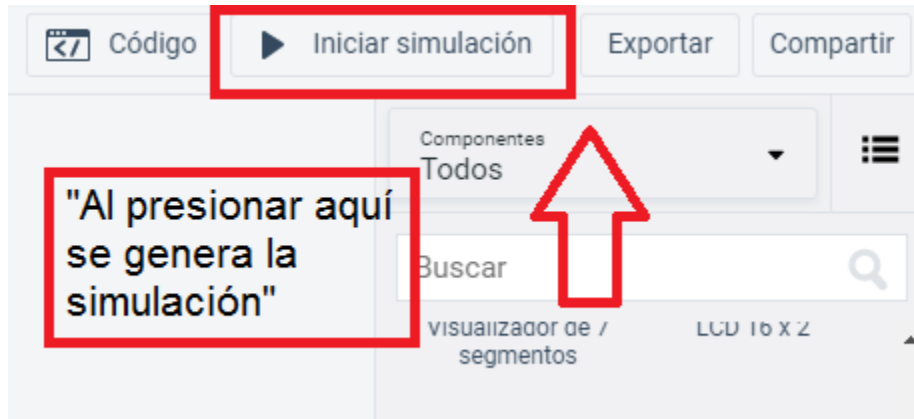 Código
Iniciar simulación
Exportar
Compartir
Componentes
Todos
"Al presionar aquí
se genera la
simulación"
Buscar
Visualizador de 7
segmentos
LCD 16 x 2